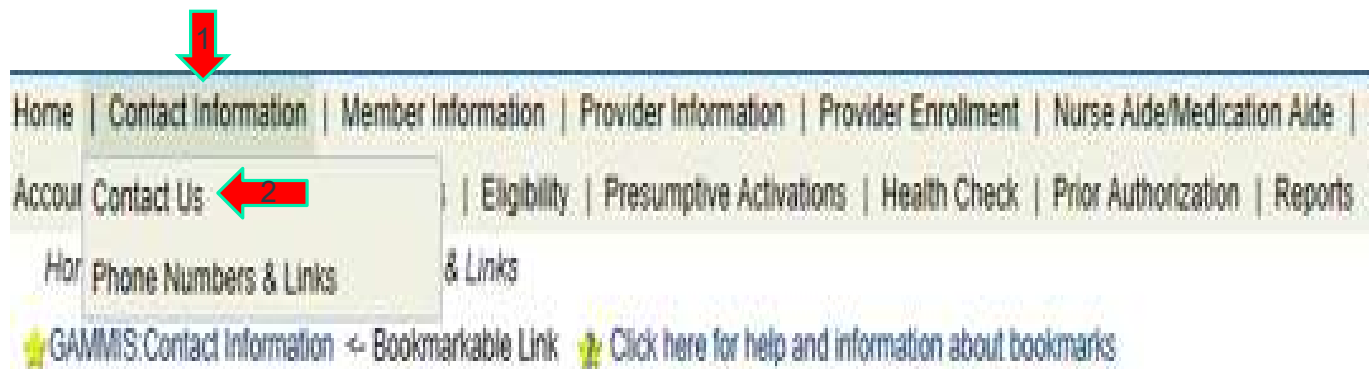 1
Home | Contact Information | Member Information | Provider Information | Provider Enrollment | Nurse Aide/Medication Aide |
Accoun | Eligibility | Presumptive Activations | Health Check | Prior Authorization | Reports
Contact Us 2
Hor & Links
Phone Numbers & Links
GAMMIS:Contact Information <- Bookmarkable Link ? Click here for help and information about bookmarks